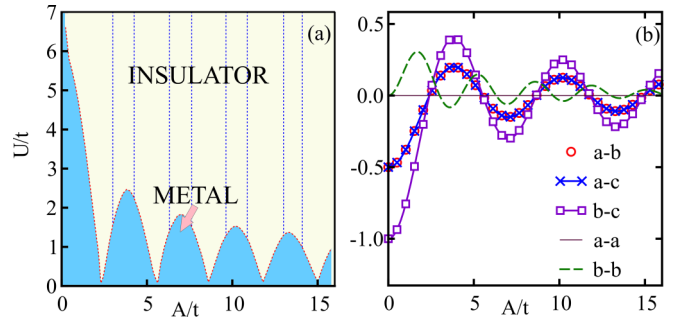 (a)
INSULATOR
METAL
7
6
5
4
3
2
1
0
U/t
0 5 10 15
A/t
(b)
0.5
0.0
-0.5
-1.0
a-b
a-c
b-c
a-a
b-b
0 5 10 15
A/t